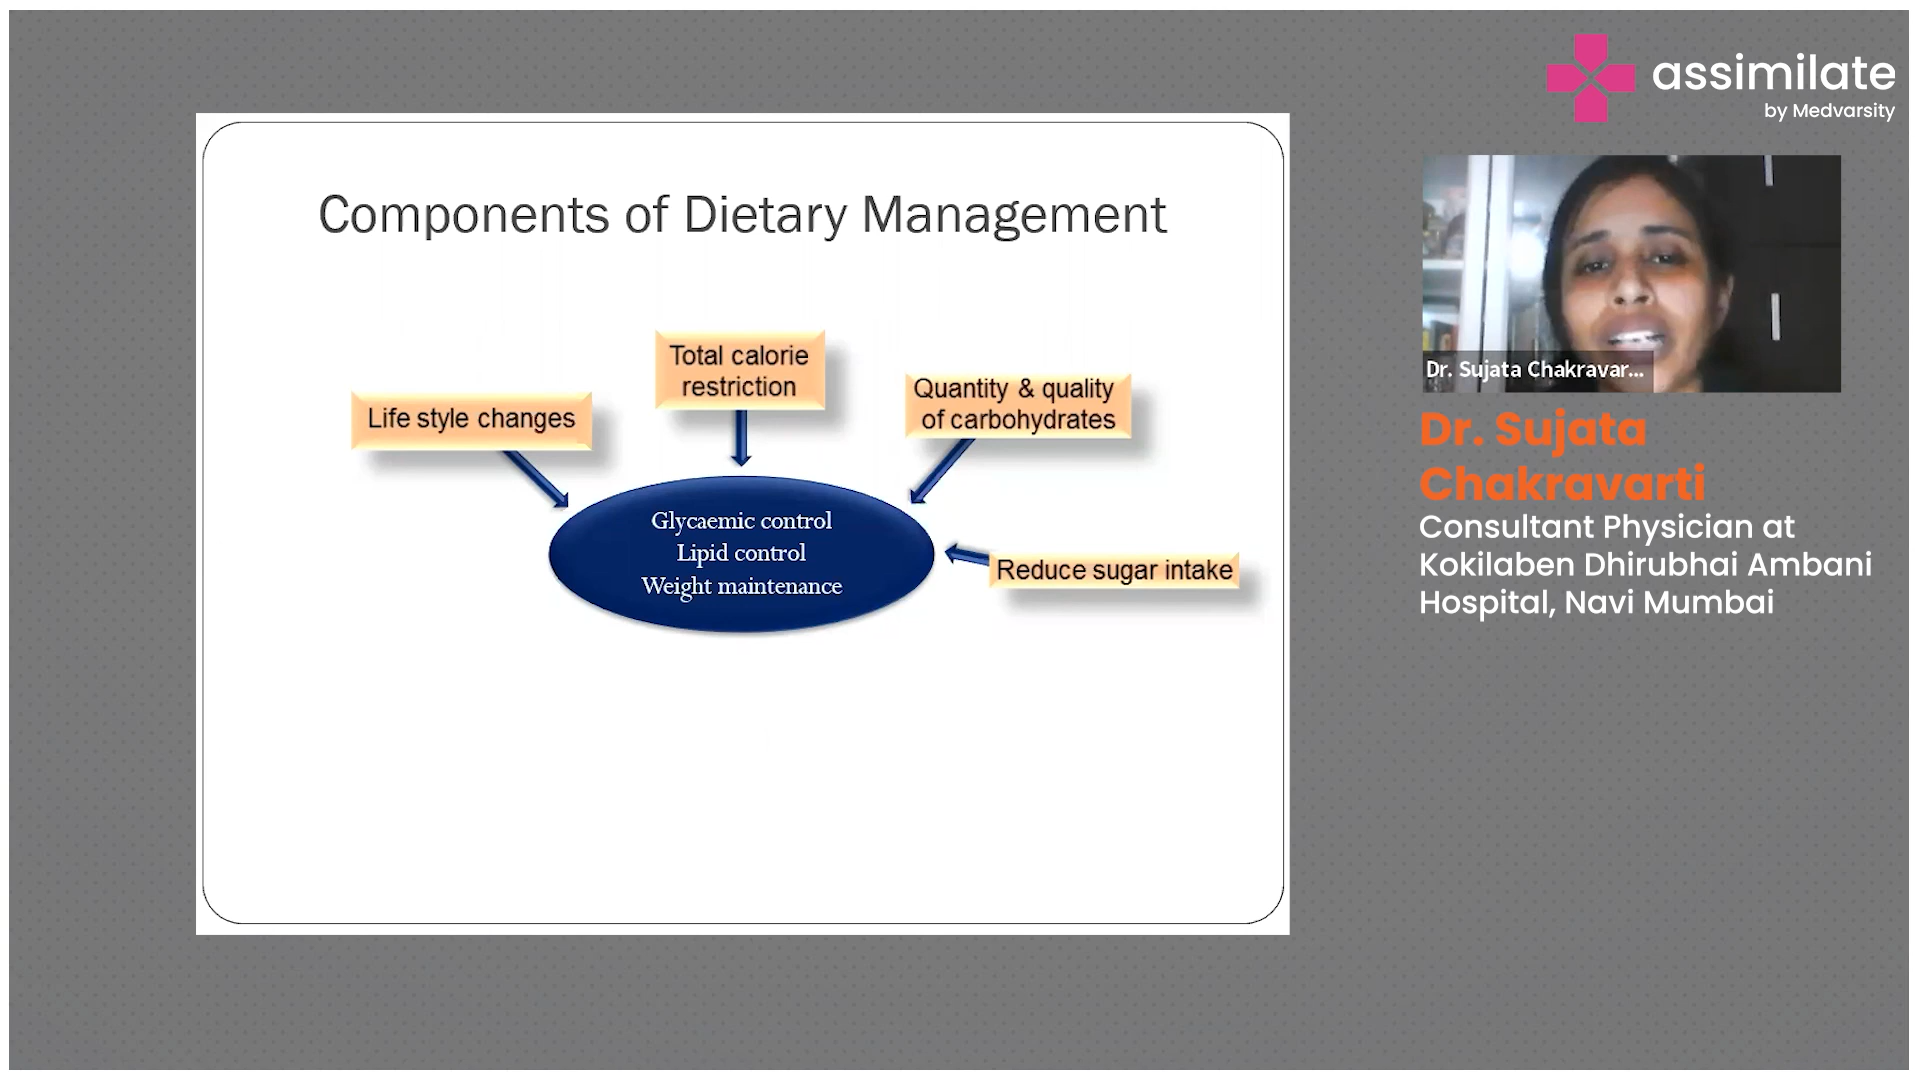 assimilate
by Medvarsity
Components of Dietary Management
Total calorie
restriction
Life style changes
Quantity & quality
of carbohydrates
Glycaemic control
Lipid control
Weight maintenance
Reduce sugar intake
Dr. Sujata Chakravar...
Dr. Sujata
Chakravarti
Consultant Physician at
Kokilaben Dhirubhai Ambani
Hospital, Navi Mumbai